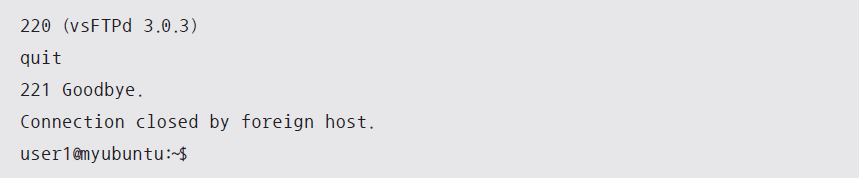 220 (vsFTPd 3.0.3)
quit
221 Goodbye.
Connection closed by foreign host.
user1@myubuntu:~$